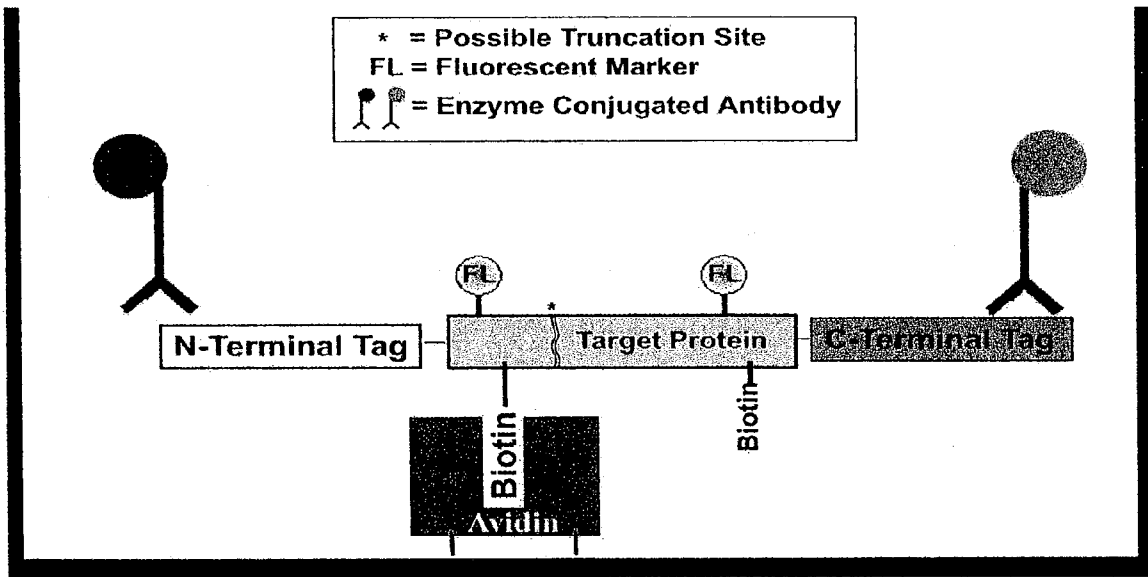 * = Possible Truncation Site
FL = Fluorescent Marker
= Enzyme Conjugated Antibody
FL
FL
*
N-Terminal Tag
Target Protein
C-Terminal Tag
Biotin
Biotin
Avidin